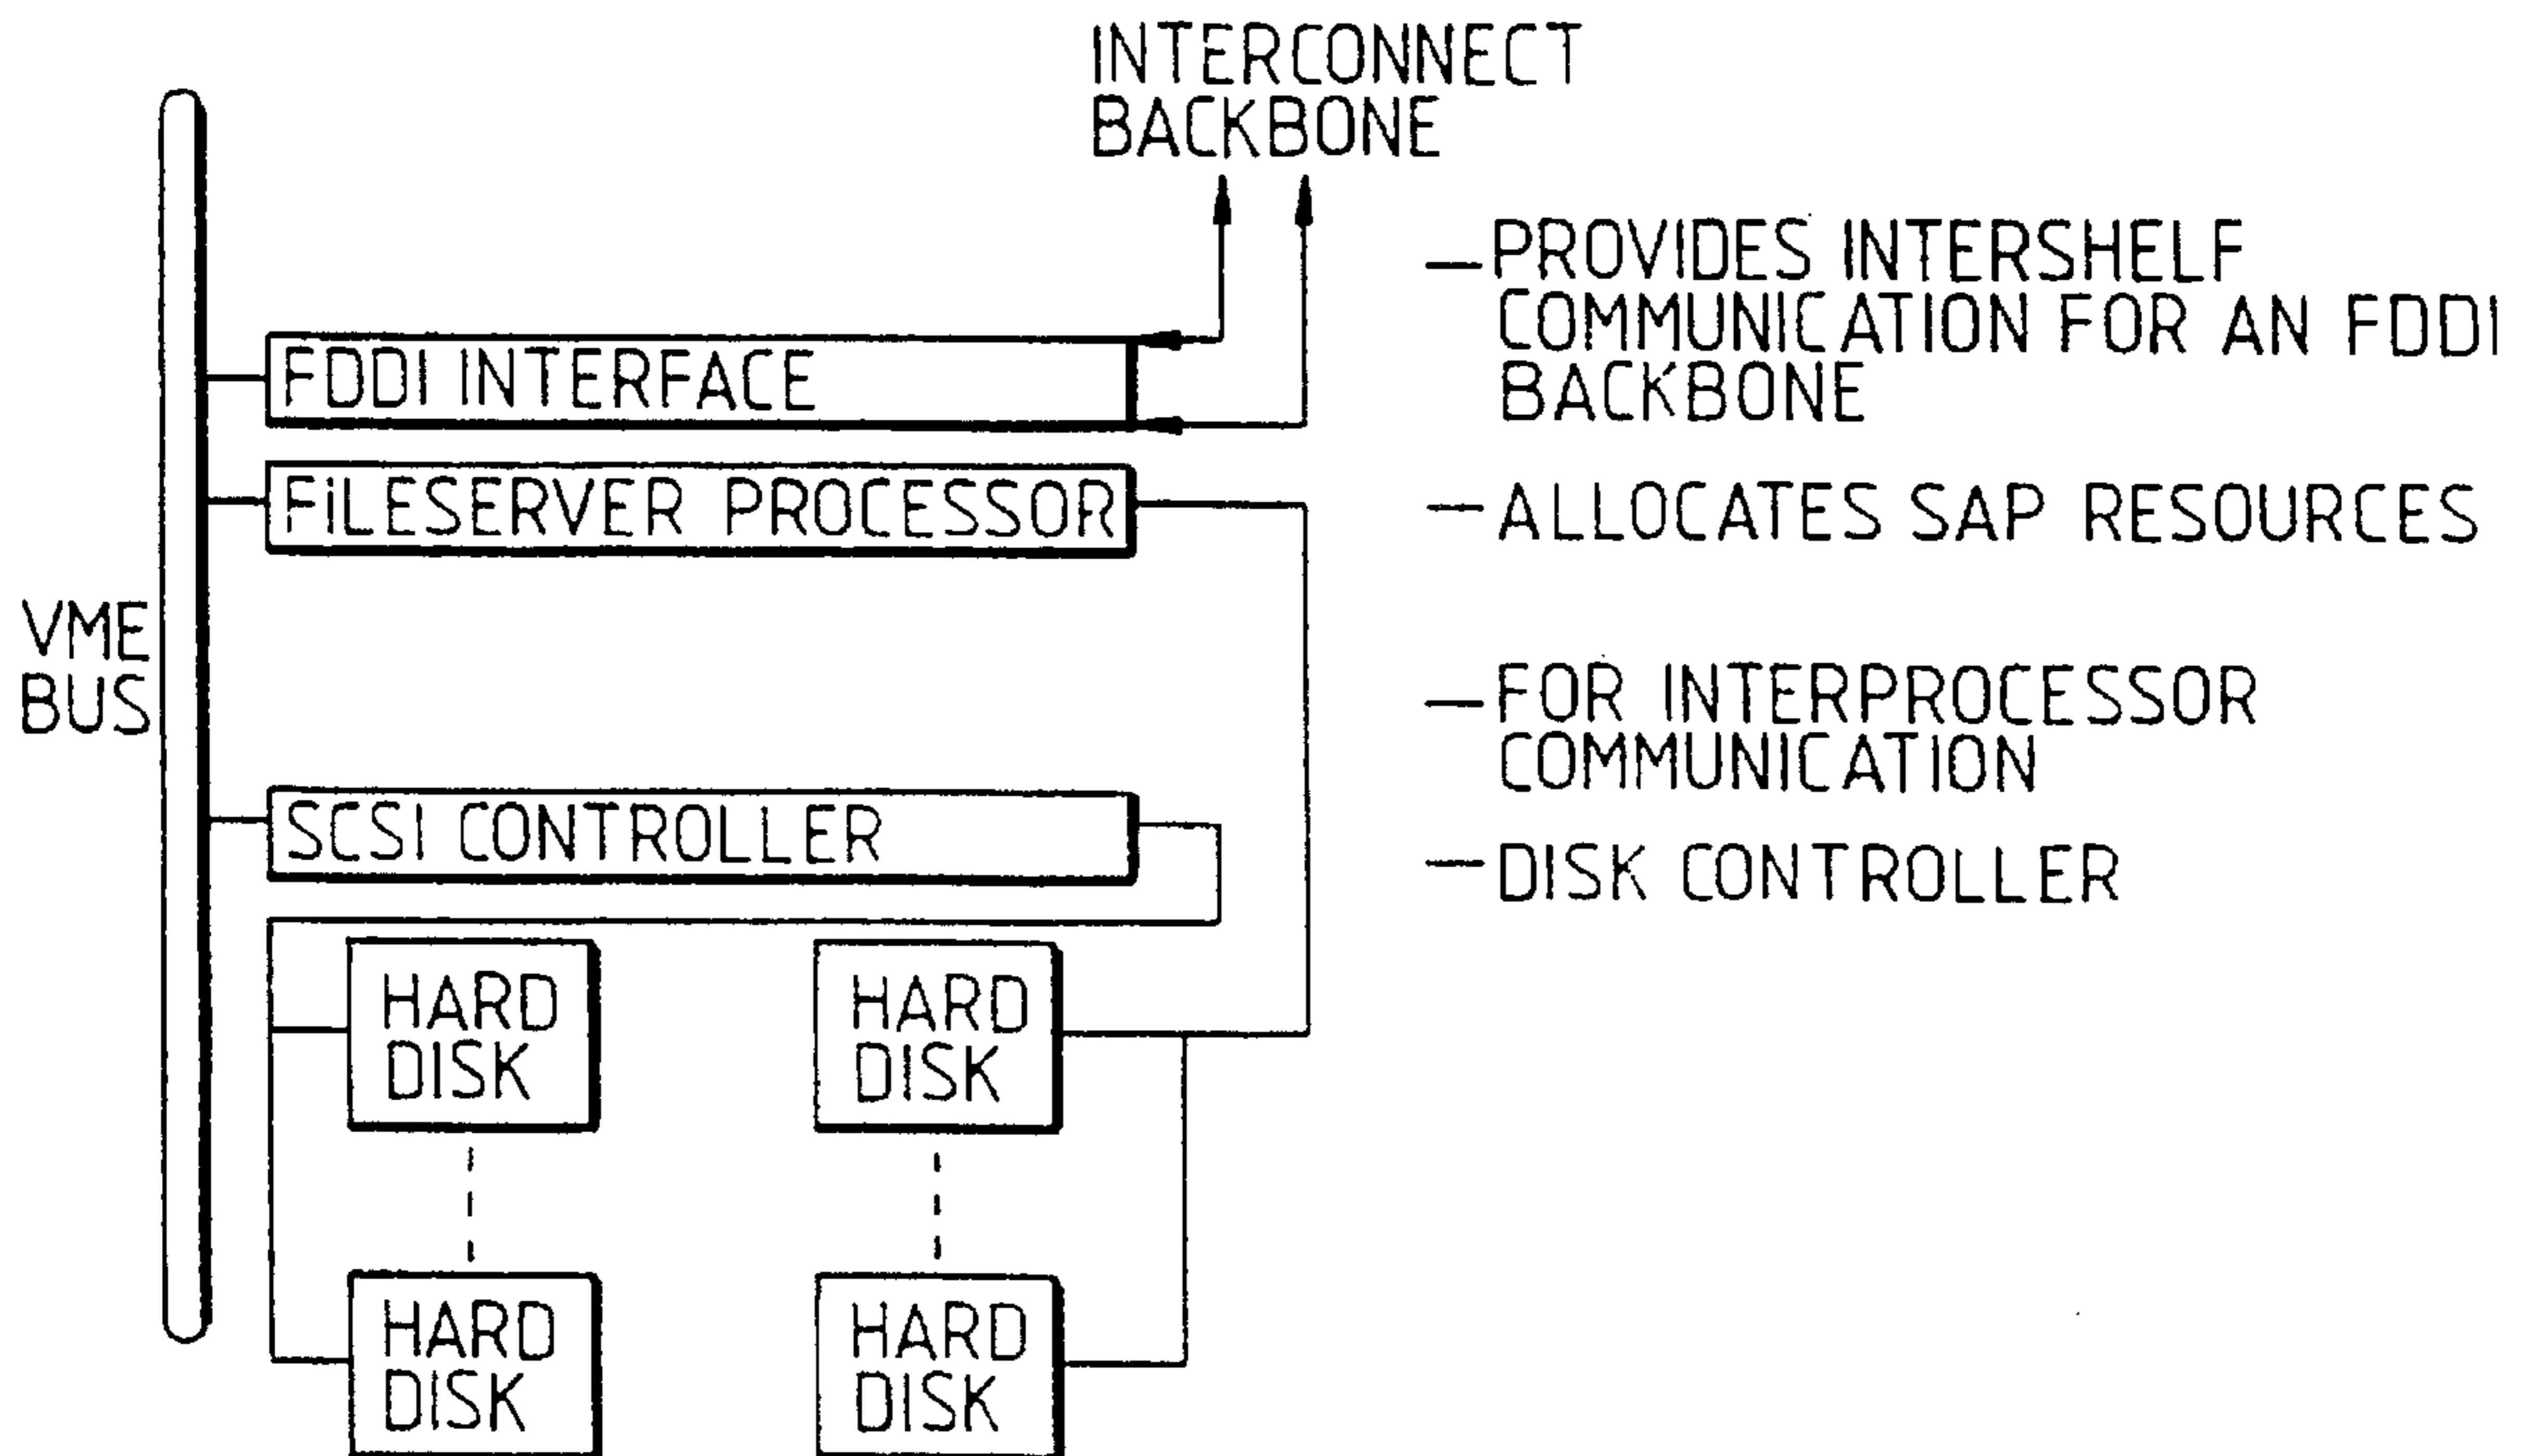 INTERCONNECT
BACKBONE
— PROVIDES INTERSHELF
COMMUNICATION FOR AN FDDI
BACKBONE
FDDI INTERFACE
FiLESERVER PROCESSOR
— ALLOCATES SAP RESOURCES
VME
BUS
— FOR INTERPROCESSOR
COMMUNICATION
SCSI CONTROLLER
— DISK CONTROLLER
HARD
DISK
HARD
DISK
HARD
DISK
HARD
DISK